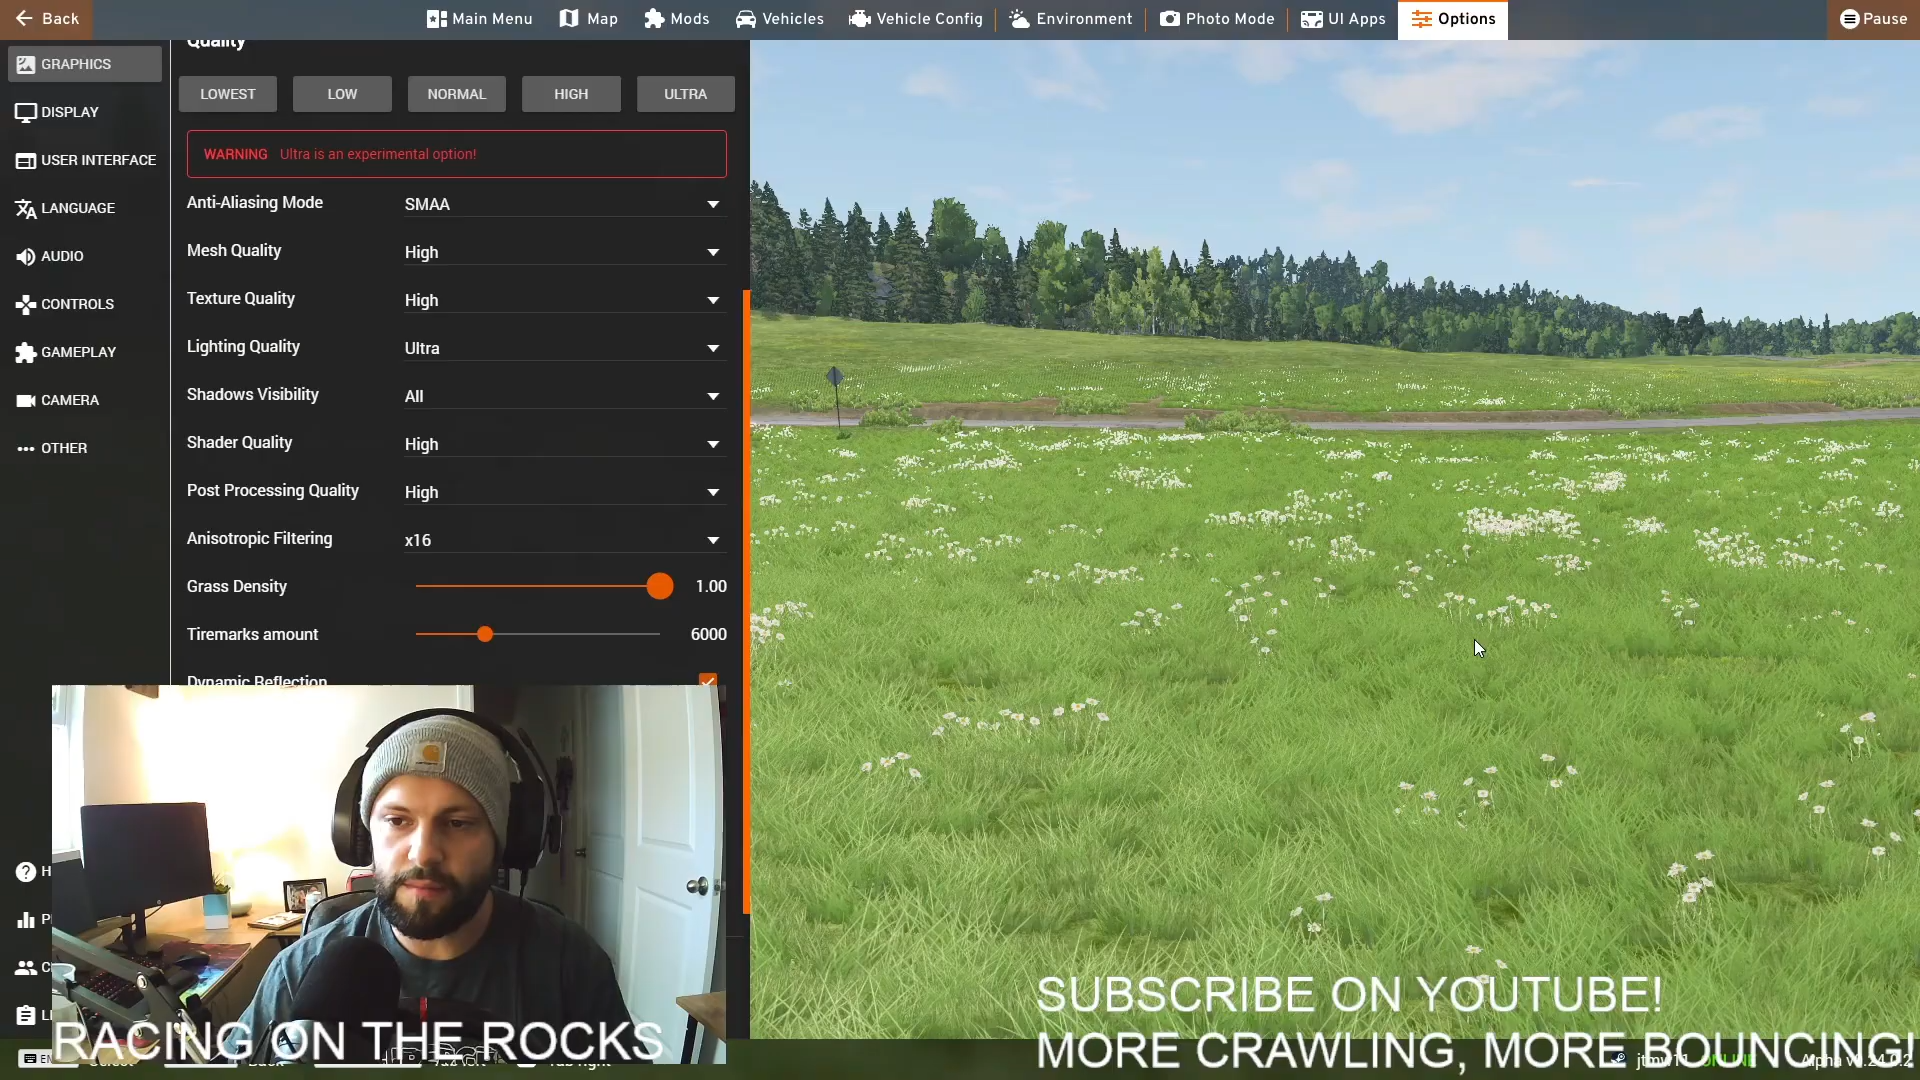 Back
Main Menu
Map
Mods
Vehicles
Vehicle Config
Environment
Photo Mode
UI Apps
Options
Pause
GRAPHICS
DISPLAY
USER INTERFACE
LANGUAGE
AUDIO
CONTROLS
GAMEPLAY
CAMERA
OTHER
Quality
LOWEST
LOW
NORMAL
HIGH
ULTRA
WARNING Ultra is an experimental option!
Anti-Aliasing Mode SMAA
Mesh Quality High
Texture Quality High
Lighting Quality Ultra
Shadows Visibility All
Shader Quality High
Post Processing Quality High
Anisotropic Filtering x16
Grass Density 1.00
Tiremarks amount 6000
Dynamic Reflection
RACING ON THE ROCKS
SUBSCRIBE ON YOUTUBE!
MORE CRAWLING, MORE BOUNCING!